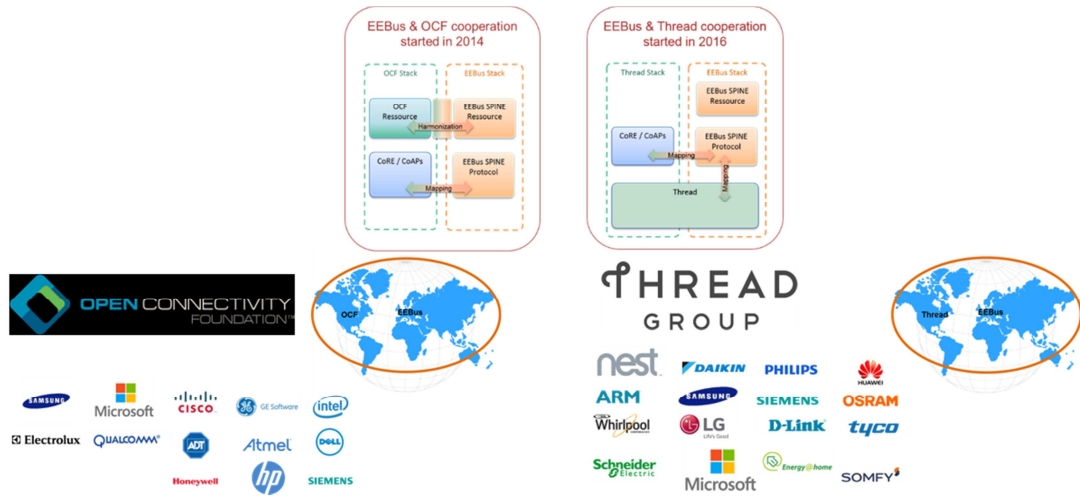 EEBus & OCF cooperation
started in 2014
OCF Stack
EEBus Stack
OCF
Ressource
EEBus SPINE
Ressource
Harmonization
CoRE / CoAPs
EEBus SPINE
Protocol
Mapping
EEBus & Thread cooperation
started in 2016
Thread Stack
EEBus Stack
EEBus SPINE
Ressource
CoRE / CoAPs
EEBus SPINE
Protocol
Mapping
Mapping
Thread
OPEN CONNECTIVITY
FOUNDATION™
OCF
EEBus
THREAD
GROUP
Thread
EEBus
SAMSUNG
Microsoft
CISCO
GE Software
intel
Electrolux
QUALCOMM®
ADT
Atmel
DELL
Honeywell
hp
SIEMENS
nest
DAIKIN
PHILIPS
HUAWEI
ARM
SAMSUNG
SIEMENS
OSRAM
Whirlpool
CORPORATION
LG
Life's Good
D-Link
tyco
Schneider
Electric
Microsoft
Energy@home
SOMFY